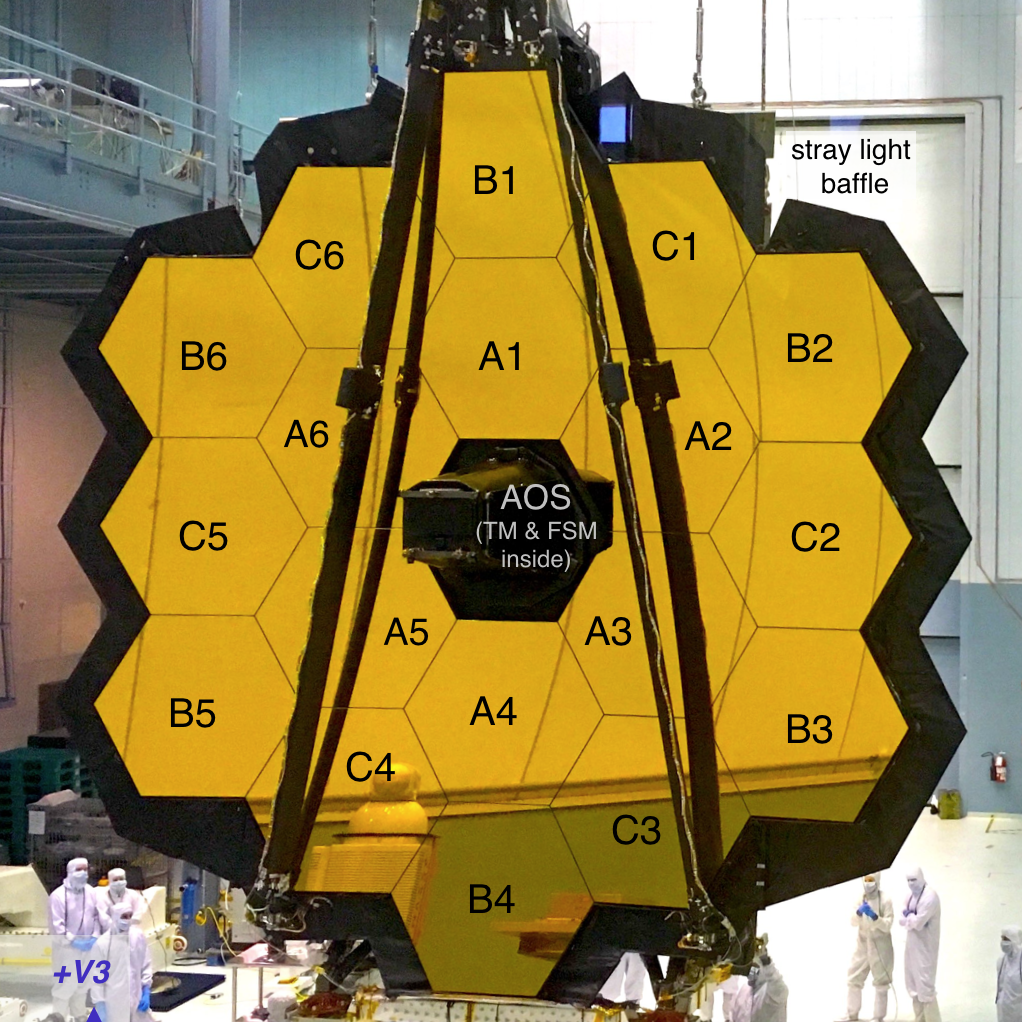 B1
stray light
baffle
C6
C1
B6
A1
B2
A6
A2
AOS
(TM & FSM
inside)
C5
C2
A5
A3
B5
A4
B3
C4
C3
B4
+V3